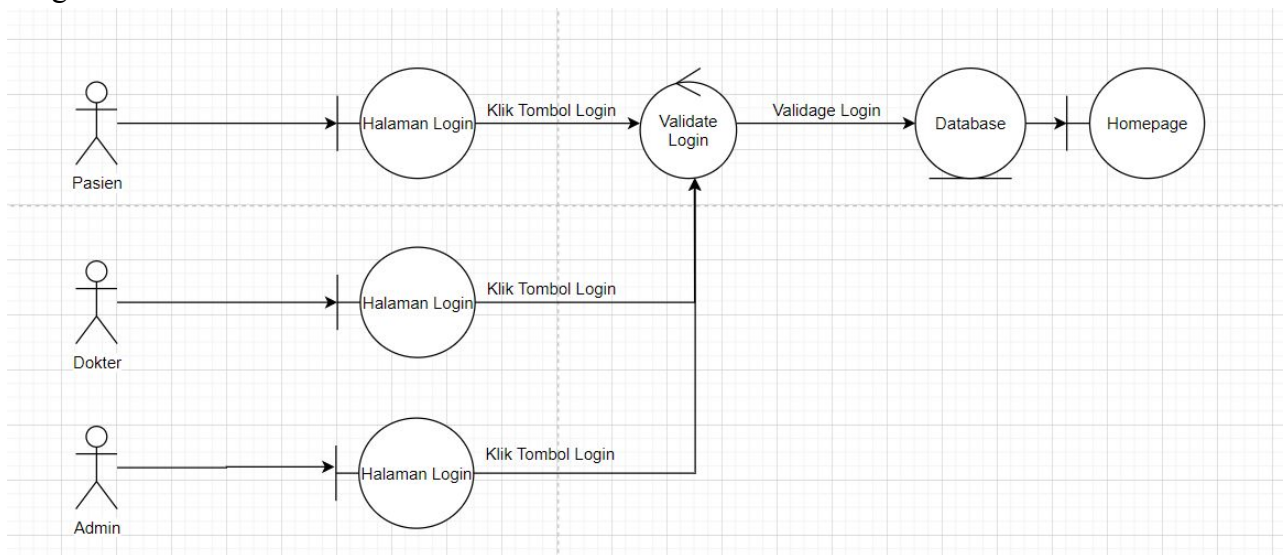 Halaman Login
Klik Tombol Login
Validate
Login
Validage Login
Database
Homepage
Pasien
Halaman Login
Klik Tombol Login
Dokter
Halaman Login
Klik Tombol Login
Admin